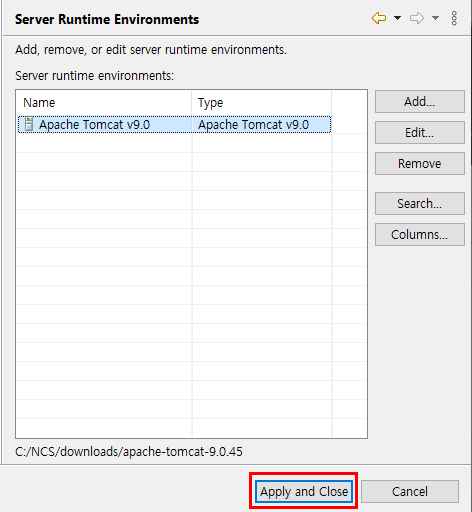 Server Runtime Environments
Add, remove, or edit server runtime environments.
Server runtime environments:
Name Type
Apache Tomcat v9.0 Apache Tomcat v9.0
Add...
Edit...
Remove
Search...
Columns...
C:/NCS/downloads/apache-tomcat-9.0.45
Apply and Close Cancel